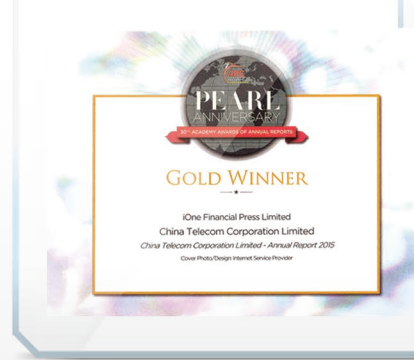 PEARL
ANNIVERSARY
30TH ACADEMY AWARDS OF ANNUAL REPORTS
GOLD WINNER
iOne Financial Press Limited
China Telecom Corporation Limited
China Telecom Corporation Limited - Annual Report 2015
Cover Photo/Design: Internet Service Provider